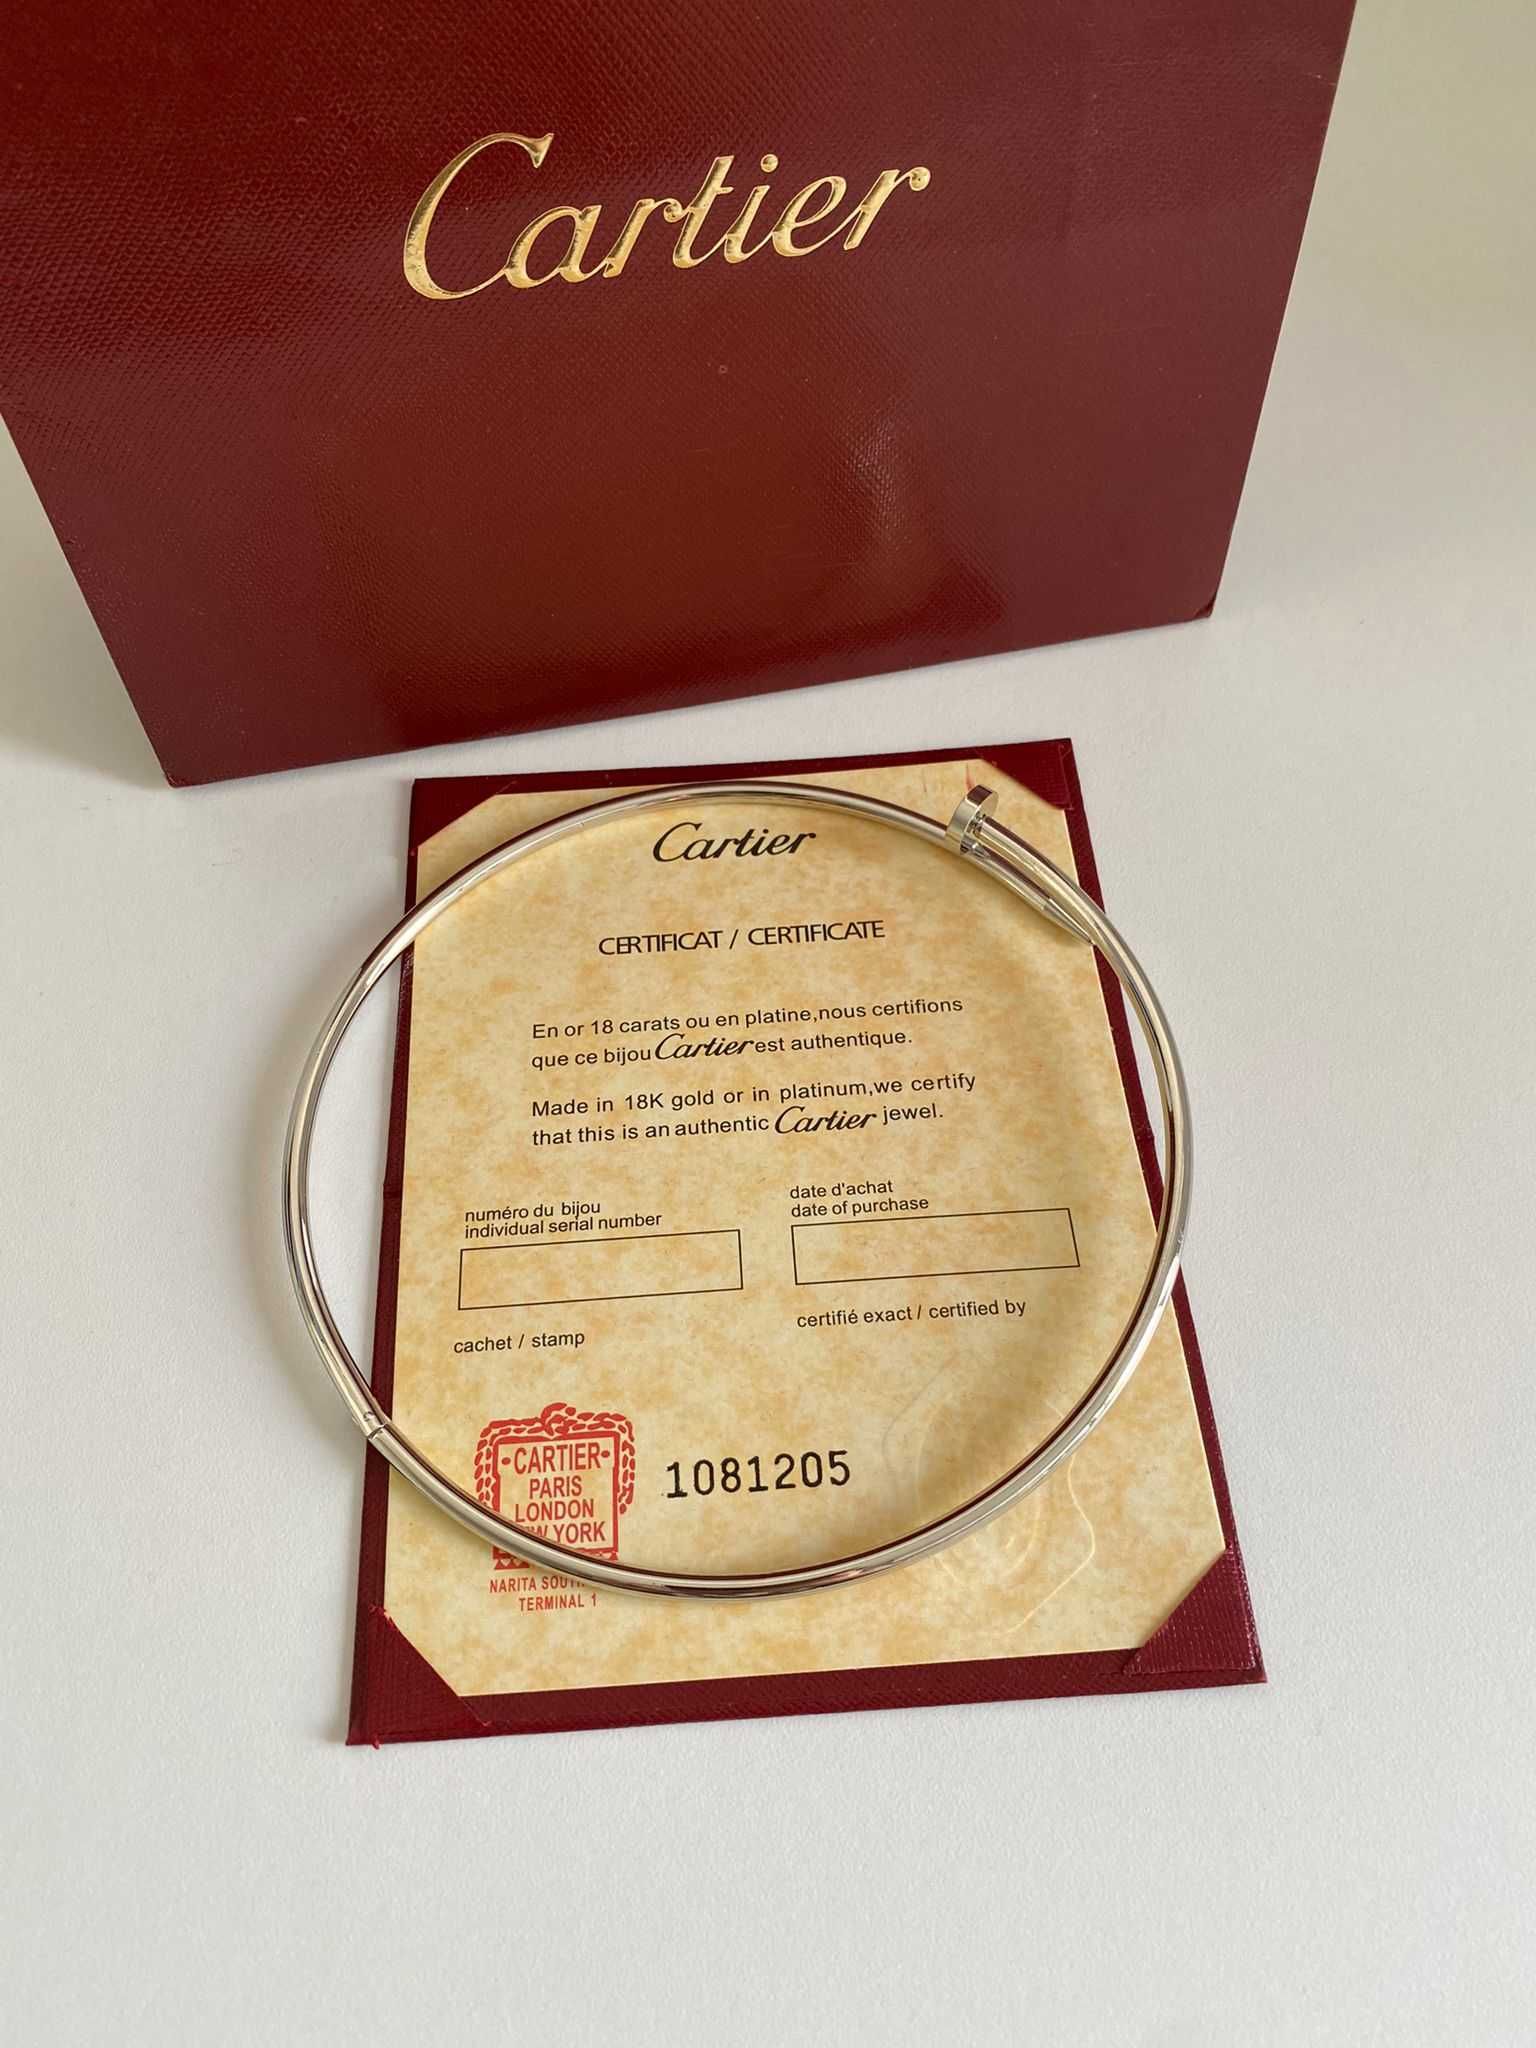 Cartier
Cartier
CERTIFICAT / CERTIFICATE
En or 18 carats ou en platine,nous certifions
que ce bijou Cartier est authentique.
Made in 18K gold or in platinum,we certify
that this is an authentic Cartier jewel.
numéro du bijou
individual serial number
date d'achat
date of purchase
cachet / stamp
certifié exact / certified by
CARTIER
PARIS
LONDON
YORK
1081205
NARITA
TERMINAL 1